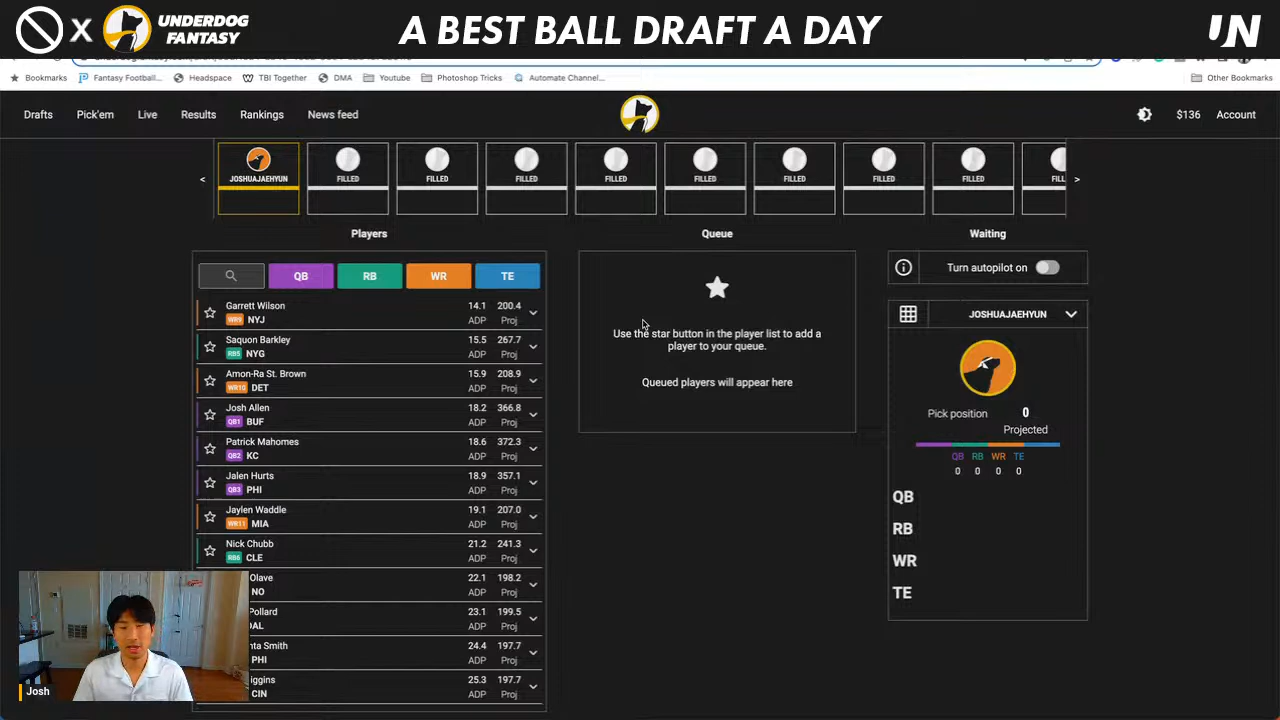 X UNDERDOG FANTASY
A BEST BALL DRAFT A DAY
UN
Bookmarks Fantasy Football... Headspace TBI Together DMA Youtube Photoshop Tricks Automate Channel... Other Bookmarks
Drafts Pick'em Live Results Rankings News feed $136 Account
< JOSHUAJAEHYUN FILLED FILLED FILLED FILLED FILLED FILLED FILLED FILLED FILL >
Players Queue Waiting
QB RB WR TE
Garrett Wilson 14.1 200.4
WR9 NYJ ADP Proj
Saquon Barkley 15.5 267.7
RB5 NYG ADP Proj
Amon-Ra St. Brown 15.9 208.9
WR10 DET ADP Proj
Josh Allen 18.2 366.8
QB1 BUF ADP Proj
Patrick Mahomes 18.6 372.3
QB2 KC ADP Proj
Jalen Hurts 18.9 357.1
QB3 PHI ADP Proj
Jaylen Waddle 19.1 207.0
WR11 MIA ADP Proj
Nick Chubb 21.2 241.3
RB6 CLE ADP Proj
Olave 22.1 198.2
NO ADP Proj
Pollard 23.1 199.5
DAL ADP Proj
nta Smith 24.4 197.7
PHI ADP Proj
iggins 25.3 197.7
CIN ADP Proj
Use the star button in the player list to add a
player to your queue.
Queued players will appear here
Turn autopilot on
JOSHUAJAEHYUN
Pick position 0
Projected
QB RB WR TE
0 0 0 0
QB
RB
WR
TE
Josh